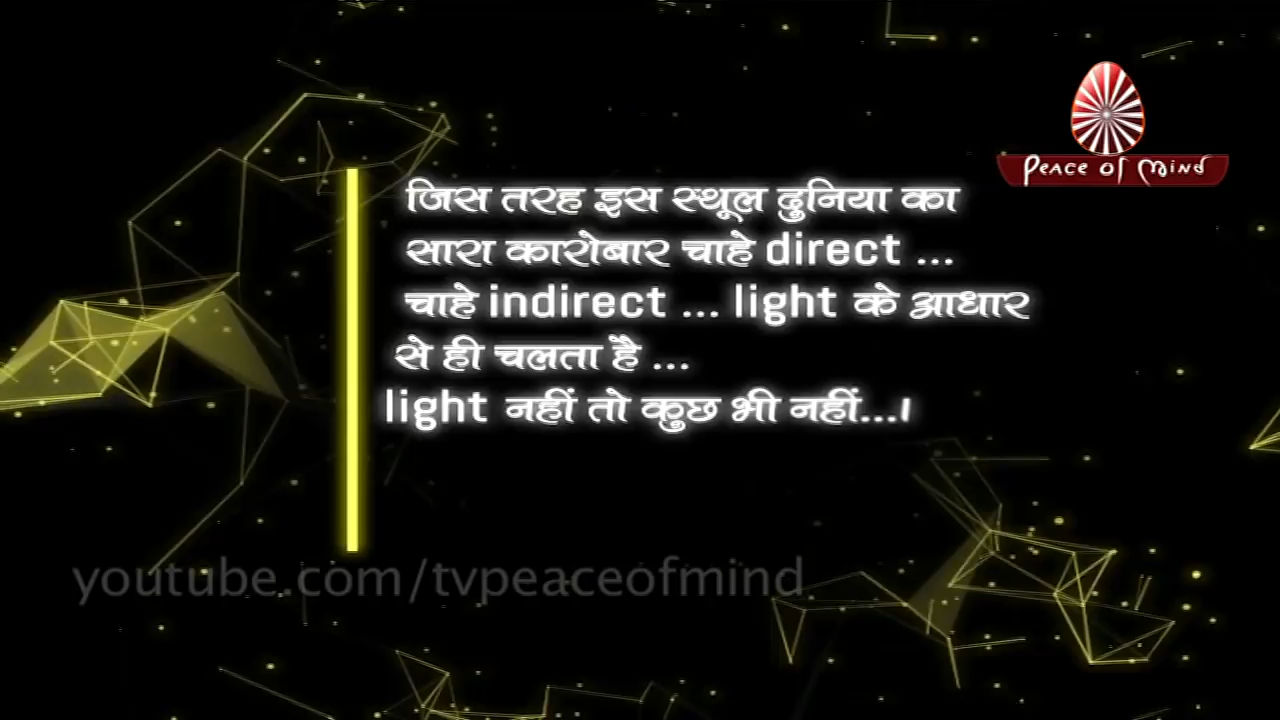 Peace of Mind
जिस तरह इस स्थूल दुनिया का
सारा कारोबार चाहे direct ...
चाहे indirect ... light के आधार
से ही चलता है ...
light नहीं तो कुछ भी नहीं...।
youtube.com/tvpeaceofmind